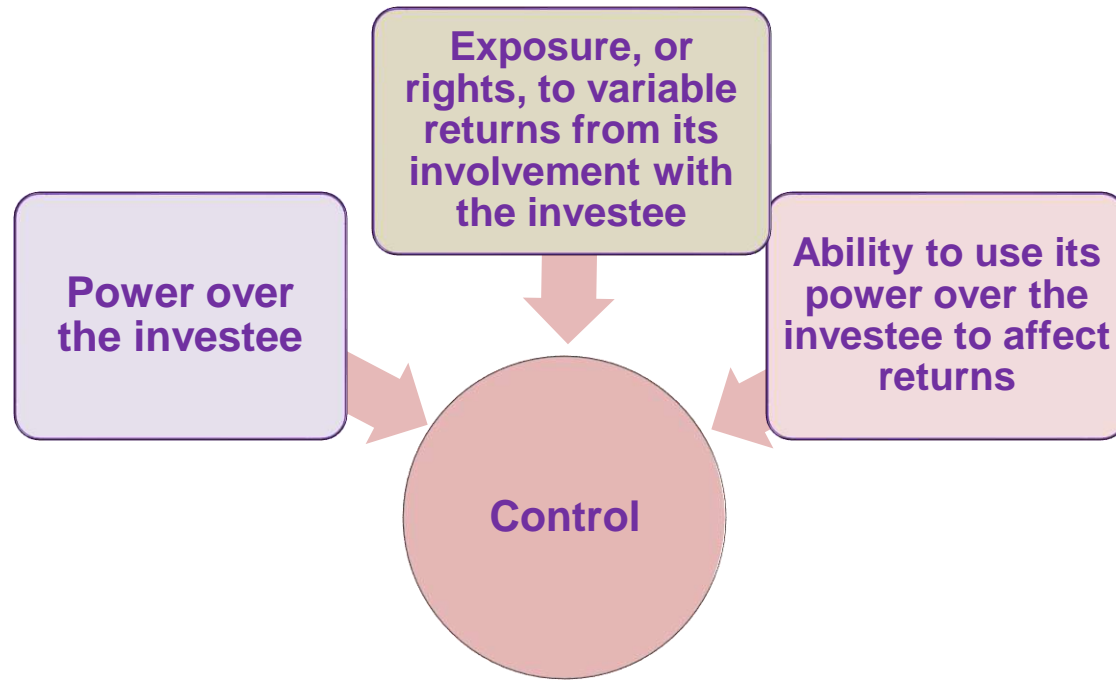 Power over
the investee
Exposure, or
rights, to variable
returns from its
involvement with
the investee
Ability to use its
power over the
investee to affect
returns
Control